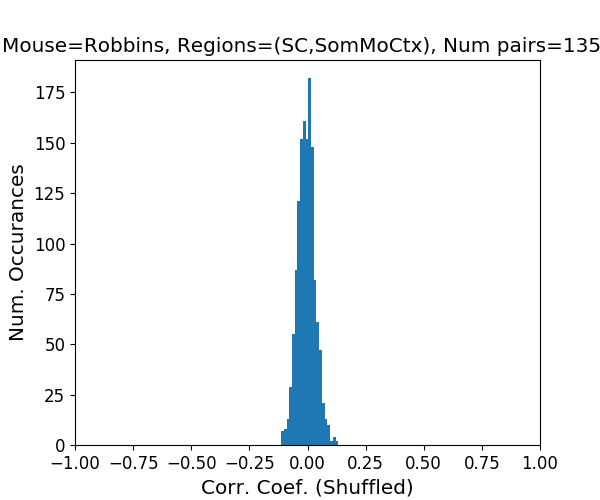 Mouse=Robbins, Regions=(SC,SomMoCtx), Num pairs=135
175
150
125
100
75
50
25
0
Num. Occurances
−1.00 −0.75 −0.50 −0.25 0.00 0.25 0.50 0.75 1.00
Corr. Coef. (Shuffled)